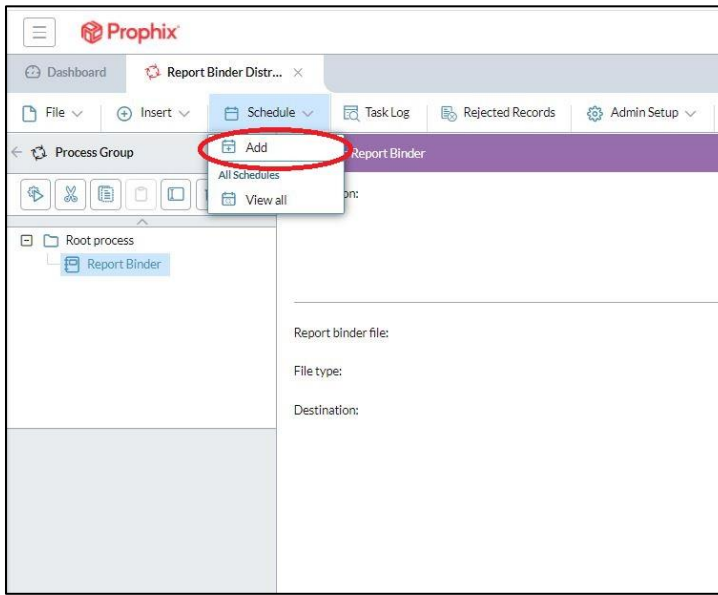 Prophix
Dashboard
Report Binder Distr...
File
Insert
Schedule
Task Log
Rejected Records
Admin Setup
Process Group
Add
Report Binder
All Schedules
View all
on:
Root process
Report Binder
Report binder file:
File type:
Destination: